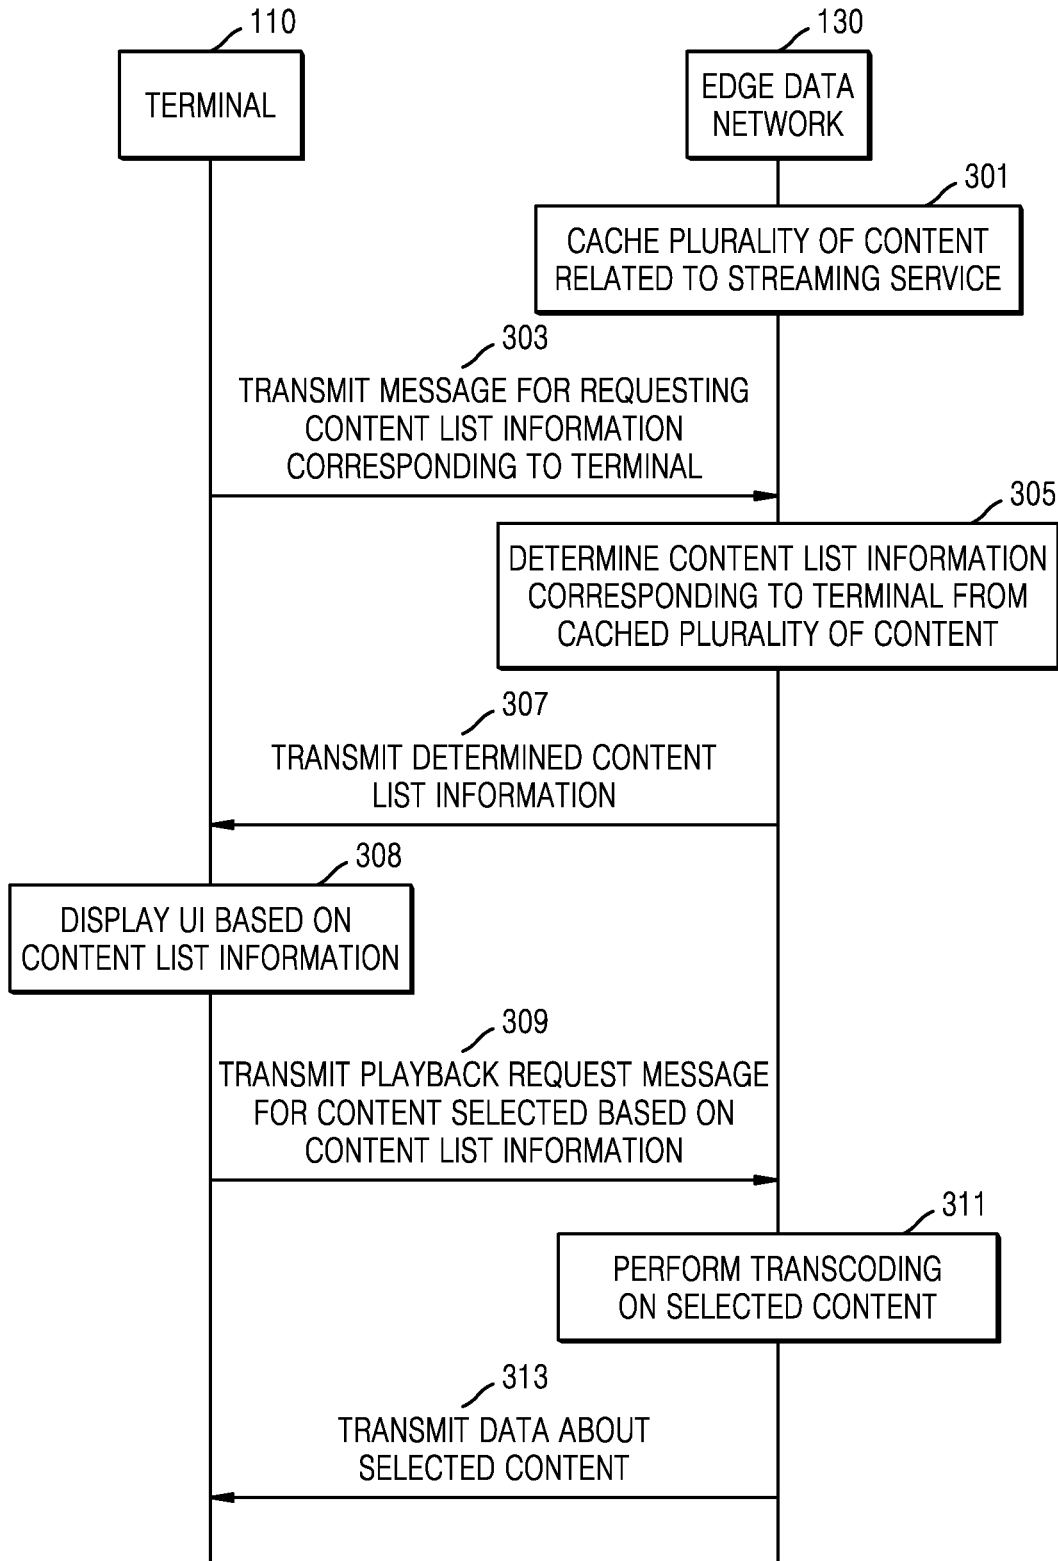 110
130
TERMINAL
EDGE DATA
NETWORK
301
CACHE PLURALITY OF CONTENT
RELATED TO STREAMING SERVICE
303
TRANSMIT MESSAGE FOR REQUESTING
CONTENT LIST INFORMATION
CORRESPONDING TO TERMINAL
305
DETERMINE CONTENT LIST INFORMATION
CORRESPONDING TO TERMINAL FROM
CACHED PLURALITY OF CONTENT
307
TRANSMIT DETERMINED CONTENT
LIST INFORMATION
308
DISPLAY UI BASED ON
CONTENT LIST INFORMATION
309
TRANSMIT PLAYBACK REQUEST MESSAGE
FOR CONTENT SELECTED BASED ON
CONTENT LIST INFORMATION
311
PERFORM TRANSCODING
ON SELECTED CONTENT
313
TRANSMIT DATA ABOUT
SELECTED CONTENT